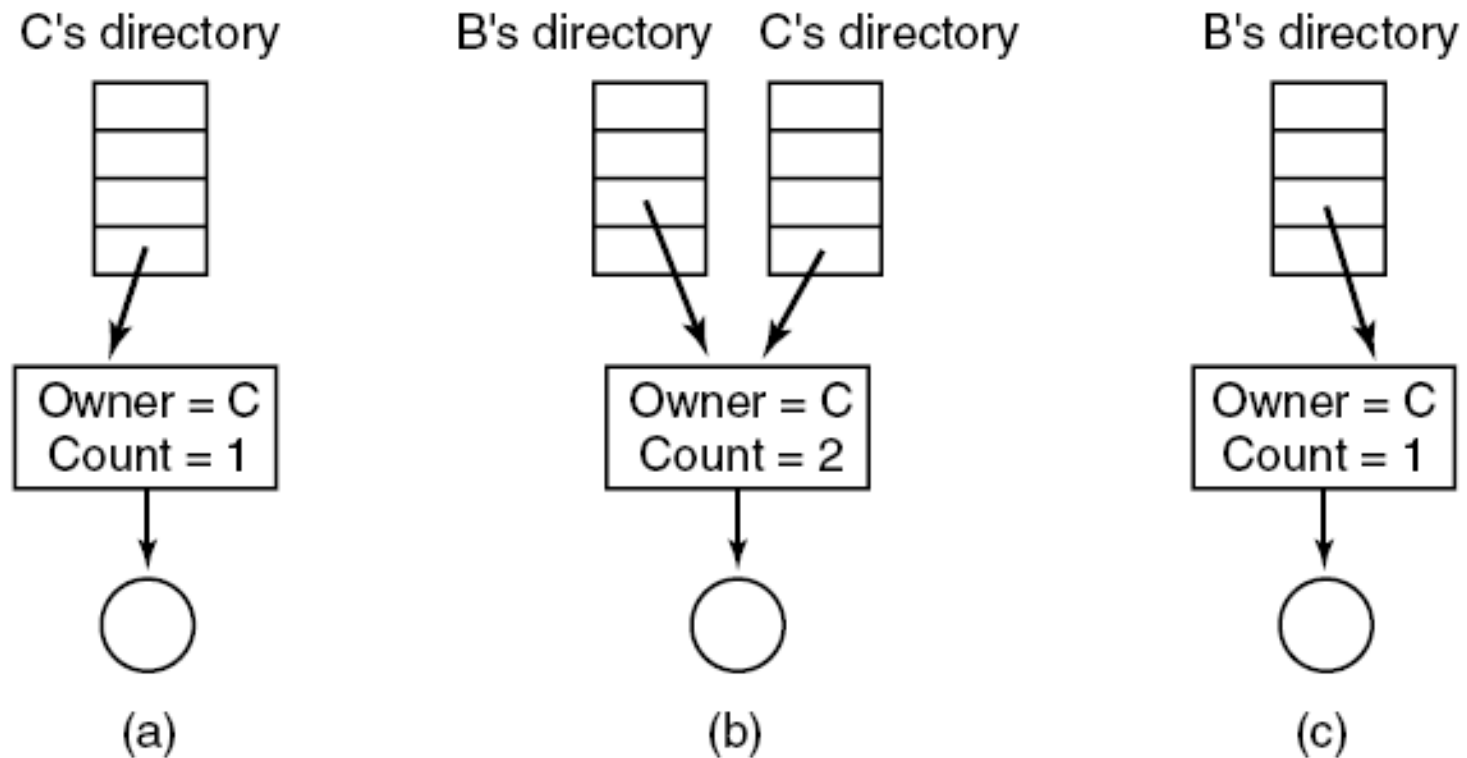 C's directory
B's directory C's directory
B's directory
Owner = C
Count = 1
Owner = C
Count = 2
Owner = C
Count = 1
(a)
(b)
(c)